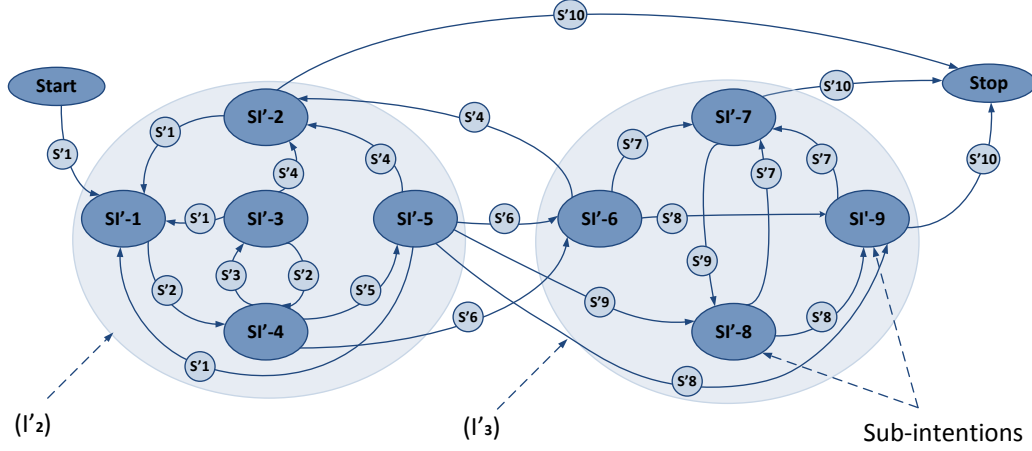 S'10
Start
Stop
SI'-2
SI'-7
S'10
S'1
S'4
S'1
S'4
S'7
S'7
S'10
S'4
S'7
SI'-1
S'1
SI'-3
SI'-5
S'6
SI'-6
S'8
SI'-9
S'2
S'3
S'2
S'5
S'9
S'9
S'6
SI'-4
SI'-8
S'8
S'1
S'8
(I'2)
(I'3)
Sub-intentions